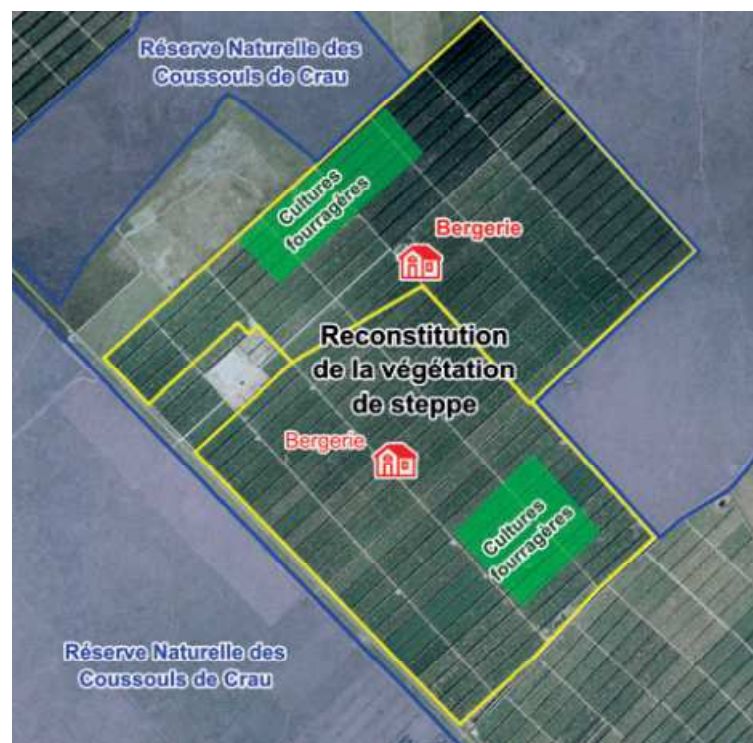 Réserve Naturelle des
Coussouls de Crau
Cultures
fourragères
Bergerie
Reconstitution
de la végétation
de steppe
Bergerie
Cultures
fourragères
Réserve Naturelle des
Coussouls de Crau